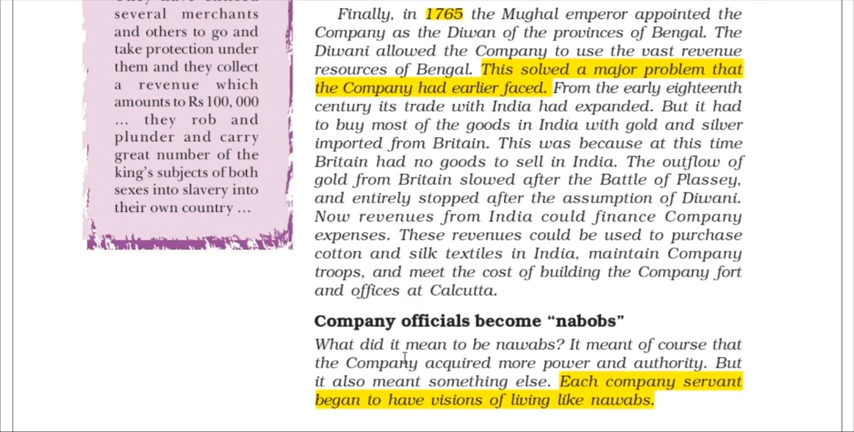 several merchants
and others to go and
take protection under
them and they collect
a revenue which
amounts to Rs 100, 000
... they rob and
plunder and carry
great number of the
king's subjects of both
sexes into slavery into
their own country ...
Finally, in 1765 the Mughal emperor appointed the
Company as the Diwan of the provinces of Bengal. The
Diwani allowed the Company to use the vast revenue
resources of Bengal. This solved a major problem that
the Company had earlier faced. From the early eighteenth
century its trade with India had expanded. But it had
to buy most of the goods in India with gold and silver
imported from Britain. This was because at this time
Britain had no goods to sell in India. The outflow of
gold from Britain slowed after the Battle of Plassey,
and entirely stopped after the assumption of Diwani.
Now revenues from India could finance Company
expenses. These revenues could be used to purchase
cotton and silk textiles in India, maintain Company
troops, and meet the cost of building the Company fort
and offices at Calcutta.
Company officials become “nabobs”
What did it mean to be nawabs? It meant of course that
the Company acquired more power and authority. But
it also meant something else. Each company servant
began to have visions of living like nawabs.